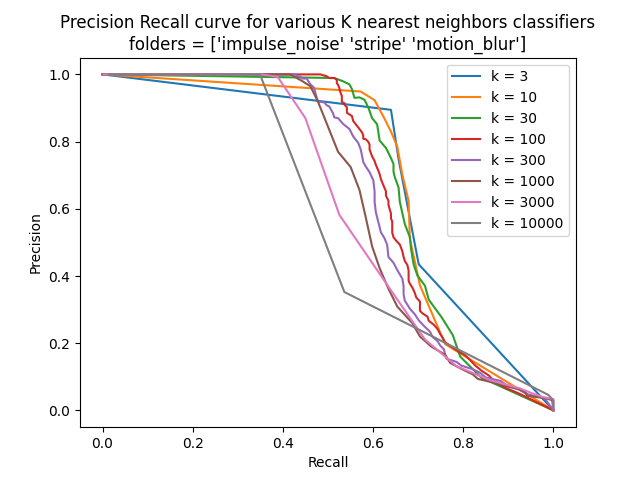 Precision Recall curve for various K nearest neighbors classifiers
folders = ['impulse_noise' 'stripe' 'motion_blur']
k = 3
k = 10
k = 30
k = 100
k = 300
k = 1000
k = 3000
k = 10000
Precision
1.0
0.8
0.6
0.4
0.2
0.0
0.0 0.2 0.4 0.6 0.8 1.0
Recall